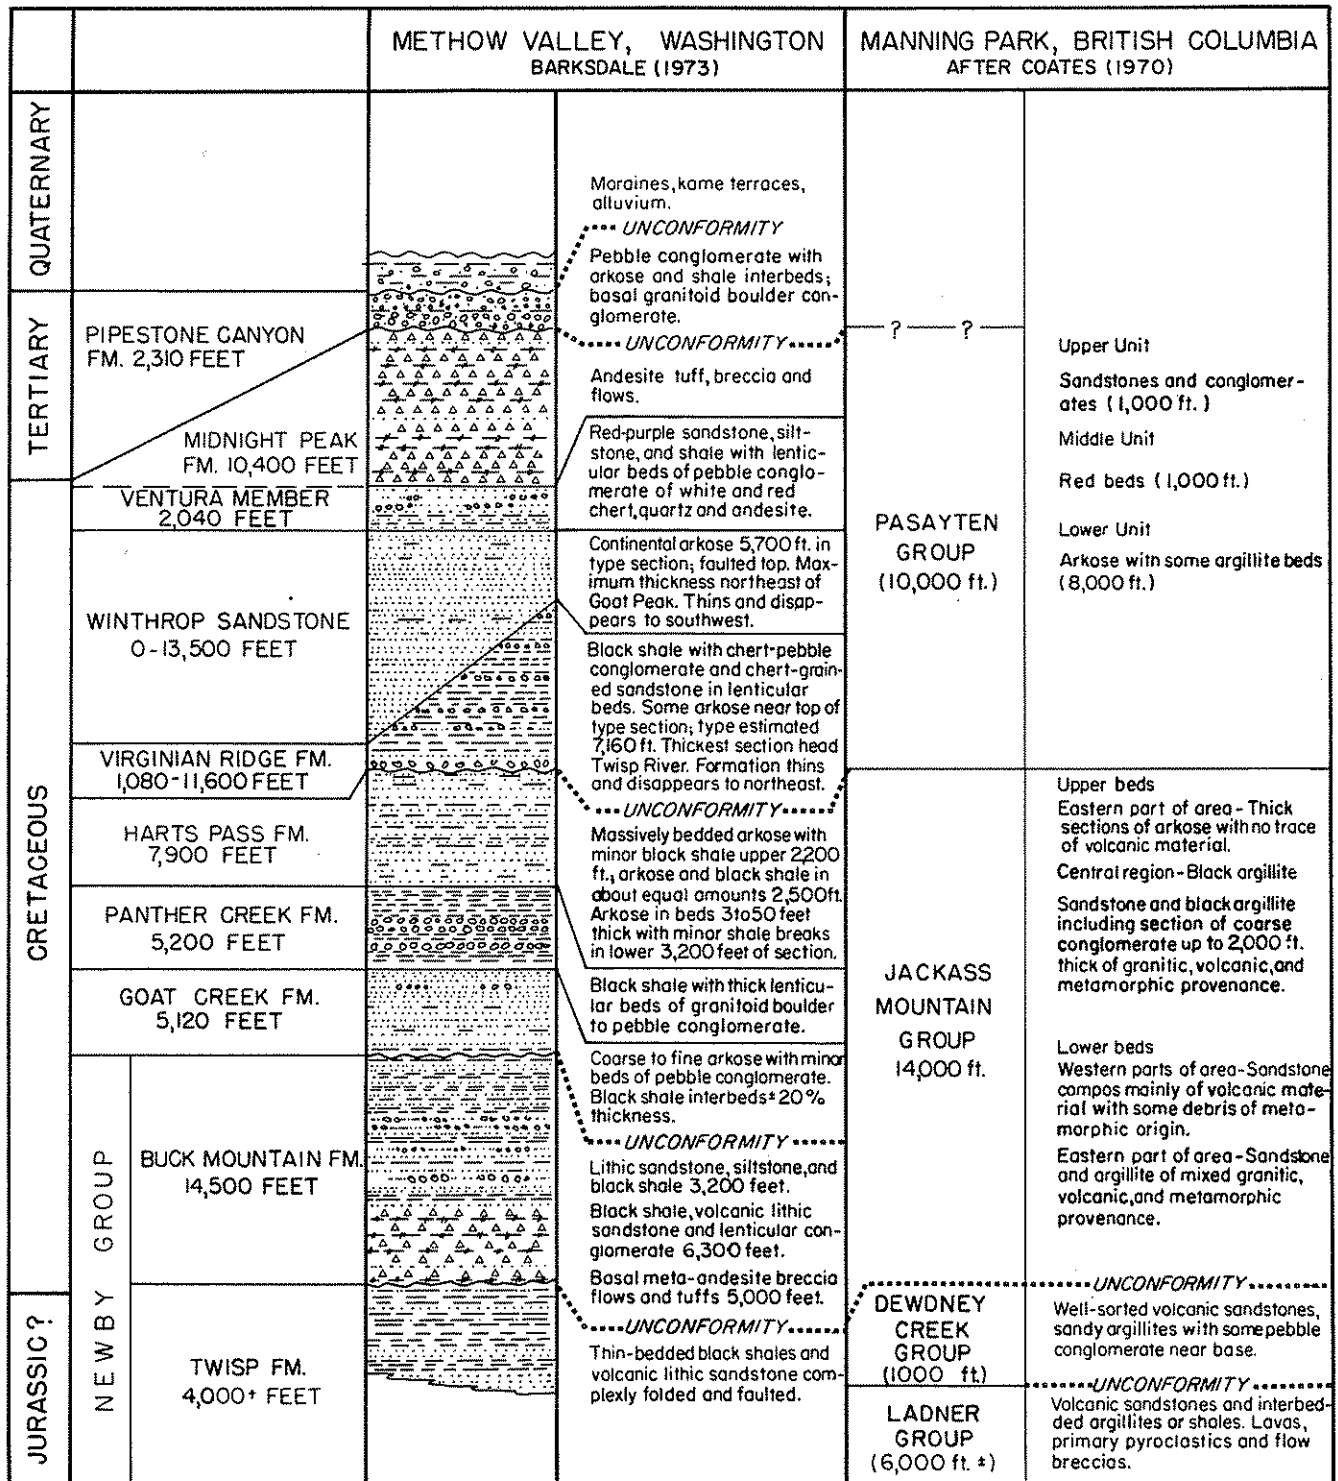 METHOW VALLEY, WASHINGTON
BARKSDALE (1973)
MANNING PARK, BRITISH COLUMBIA
AFTER COATES (1970)
QUATERNARY
TERTIARY
CRETACEOUS
JURASSIC?
PIPESTONE CANYON
FM. 2,310 FEET
MIDNIGHT PEAK
FM. 10,400 FEET
VENTURA MEMBER
2,040 FEET
WINTHROP SANDSTONE
0-13,500 FEET
VIRGINIAN RIDGE FM.
1,080-11,600 FEET
HARTS PASS FM.
7,900 FEET
PANTHER CREEK FM.
5,200 FEET
GOAT CREEK FM.
5,120 FEET
NEWBY GROUP
BUCK MOUNTAIN FM.
14,500 FEET
TWISP FM.
4,000+ FEET
Moraines, kame terraces,
alluvium.
UNCONFORMITY
Pebble conglomerate with
arkose and shale interbeds;
basal granitoid boulder con-
glomerate.
UNCONFORMITY
Andesite tuff, breccia and
flows.
Red-purple sandstone, silt-
stone, and shale with lentic-
ular beds of pebble conglo-
merate of white and red
chert, quartz and andesite.
Continental arkose 5,700 ft. in
type section; faulted top. Max-
imum thickness northeast of
Goat Peak. Thins and disap-
pears to southwest.
Black shale with chert-pebble
conglomerate and chert-grain-
ed sandstone in lenticular
beds. Some arkose near top of
type section; type estimated
7,160 ft. Thickest section head
Twisp River. Formation thins
and disappears to northeast.
UNCONFORMITY
Massively bedded arkose with
minor black shale upper 2,200
ft., arkose and black shale in
about equal amounts 2,500 ft.
Arkose in beds 3 to 50 feet
thick with minor shale breaks
in lower 3,200 feet of section.
Black shale with thick lenticu-
lar beds of granitoid boulder
to pebble conglomerate.
Coarse to fine arkose with minor
beds of pebble conglomerate.
Black shale interbeds ± 20%
thickness.
UNCONFORMITY
Lithic sandstone, siltstone, and
black shale 3,200 feet.
Black shale, volcanic lithic
sandstone and lenticular con-
glomerate 6,300 feet.
Basal meta-andesite breccia
flows and tuffs 5,000 feet.
UNCONFORMITY
Thin-bedded black shales and
volcanic lithic sandstone com-
plexly folded and faulted.
? ?
PASAYTEN
GROUP
(10,000 ft.)
JACKASS
MOUNTAIN
GROUP
14,000 ft.
DEWDNEY
CREEK
GROUP
(1000 ft.)
LADNER
GROUP
(6,000 ft. ±)
Upper Unit
Sandstones and conglomer-
ates (1,000 ft.)
Middle Unit
Red beds (1,000 ft.)
Lower Unit
Arkose with some argillite beds
(8,000 ft.)
Upper beds
Eastern part of area - Thick
sections of arkose with no trace
of volcanic material.
Central region - Black argillite
Sandstone and black argillite
including section of coarse
conglomerate up to 2,000 ft.
thick of granitic, volcanic, and
metamorphic provenance.
Lower beds
Western parts of area - Sandstone
compos mainly of volcanic mate-
rial with some debris of meta-
morphic origin.
Eastern part of area - Sandstone
and argillite of mixed granitic,
volcanic, and metamorphic
provenance.
UNCONFORMITY
Well-sorted volcanic sandstones,
sandy argillites with some pebble
conglomerate near base.
UNCONFORMITY
Volcanic sandstones and interbed-
ded argillites or shales. Lavas,
primary pyroclastics and flow
breccias.